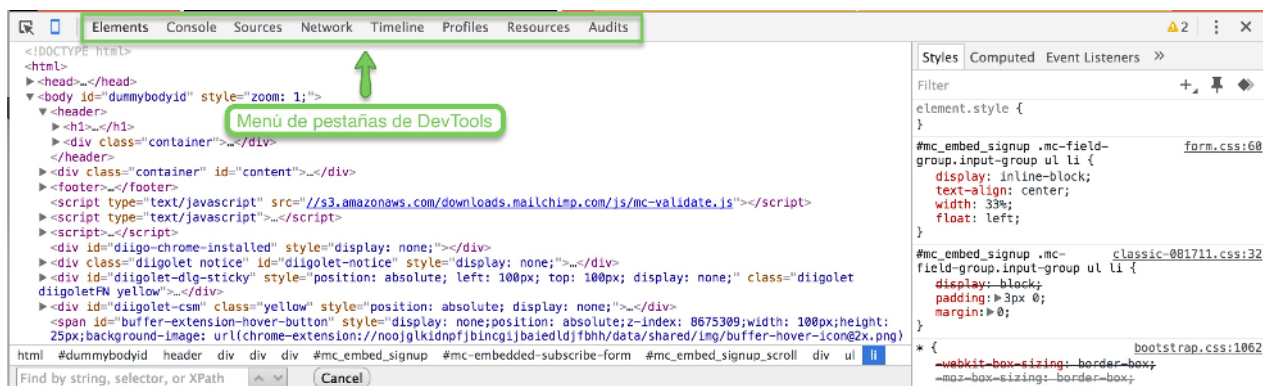 Elements Console Sources Network Timeline Profiles Resources Audits
2
<!DOCTYPE html>
<html>
<head>…</head>
<body id="dummybodyid" style="zoom: 1;">
<header>
<h1>…</h1>
<div class="container">…</div>
</header>
<div class="container" id="content">…</div>
<footer>…</footer>
<script type="text/javascript" src="//s3.amazonaws.com/downloads.mailchimp.com/js/mc-validate.js"></script>
<script type="text/javascript">…</script>
<script>…</script>
<div id="diigo-chrome-installed" style="display: none;"></div>
<div class="diigolet notice" id="diigolet-notice" style="display: none;">…</div>
<div id="diigolet-dlg-sticky" style="position: absolute; left: 100px; top: 100px; display: none;" class="diigolet
diigoletFN yellow">…</div>
<div id="diigolet-csm" class="yellow" style="position: absolute; display: none;">…</div>
<span id="buffer-extension-hover-button" style="display: none;position: absolute;z-index: 8675309;width: 100px;height:
25px;background-image: url(chrome-extension://noojglkidnpfjbincgijbaiedldjfbhh/data/shared/img/buffer-hover-icon@2x.png)
Menú de pestañas de DevTools
html #dummybodyid header div div div #mc_embed_signup #mc-embedded-subscribe-form #mc_embed_signup_scroll div ul li
Find by string, selector, or XPath Cancel
Styles Computed Event Listeners »
Filter
element.style {
}
#mc_embed_signup .mc-field- form.css:60
group.input-group ul li {
display: inline-block;
text-align: center;
width: 33%;
float: left;
}
#mc_embed_signup .mc- classic-081711.css:32
field-group.input-group ul li {
display: block;
padding: 3px 0;
margin: 0;
}
* { bootstrap.css:1062
-webkit-box-sizing: border-box;
-moz-box-sizing: border-box;